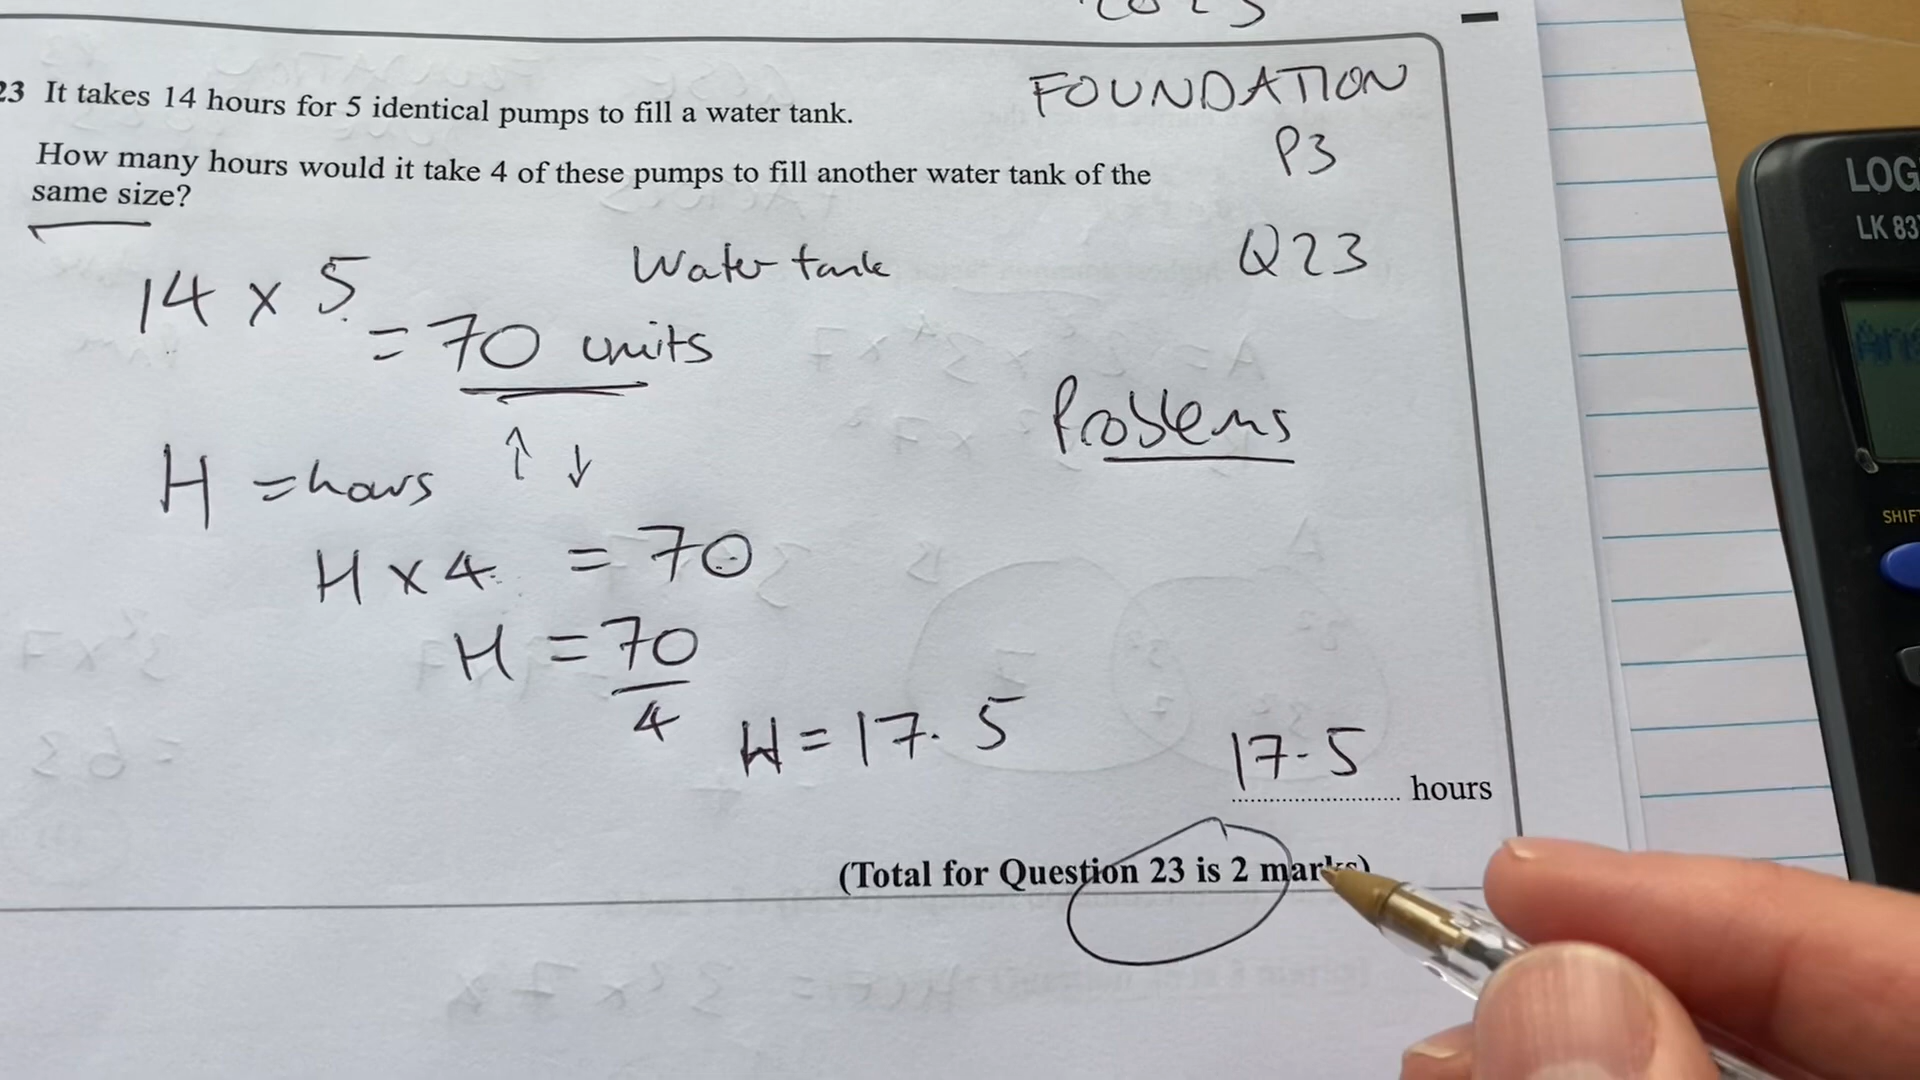 23 It takes 14 hours for 5 identical pumps to fill a water tank.
FOUNDATION
P3
How many hours would it take 4 of these pumps to fill another water tank of the
same size?
Q23
Water tank
14 x 5
= 70 units
Problems
H = hours
H x 4 = 70
H = 70
4
H = 17.5
17.5 hours
(Total for Question 23 is 2 marks)
LK 83
SHIF